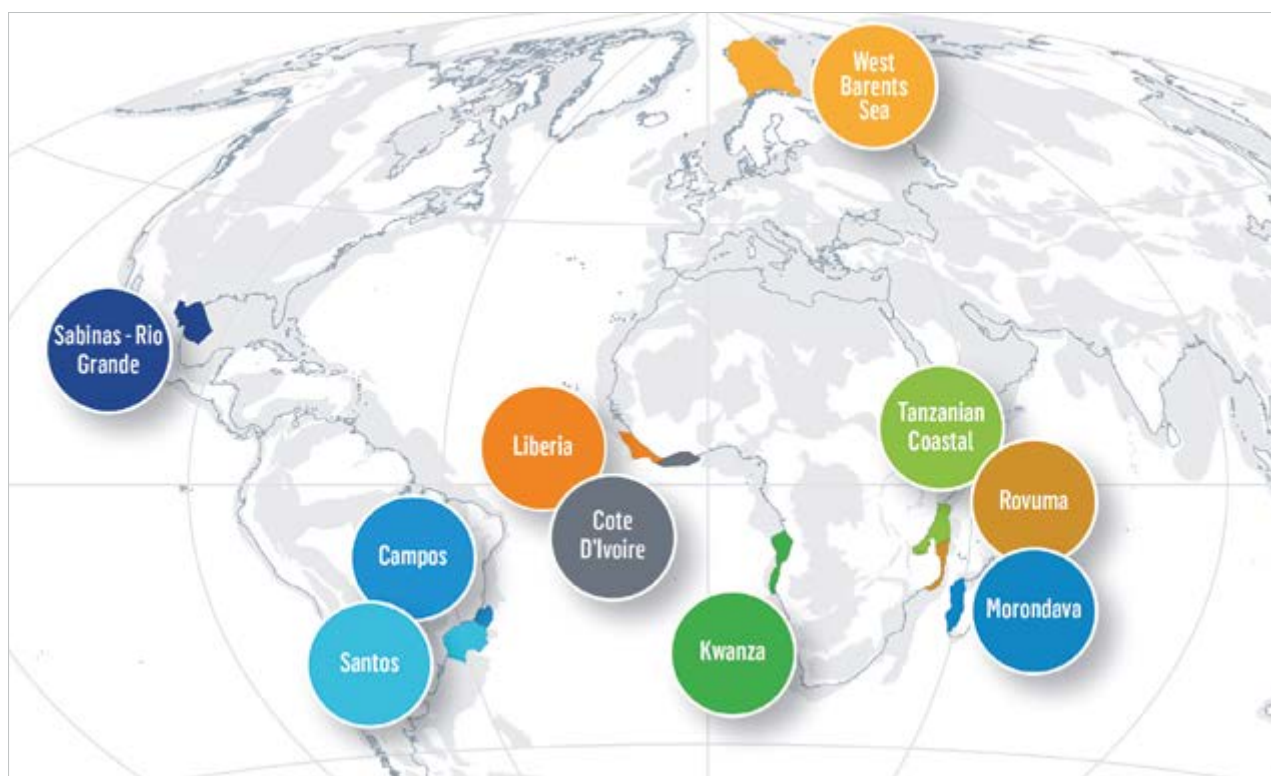 West
Barents
Sea
Sabinas - Rio
Grande
Liberia
Tanzanian
Coastal
Rovuma
Cote
D'Ivoire
Campos
Morondava
Santos
Kwanza